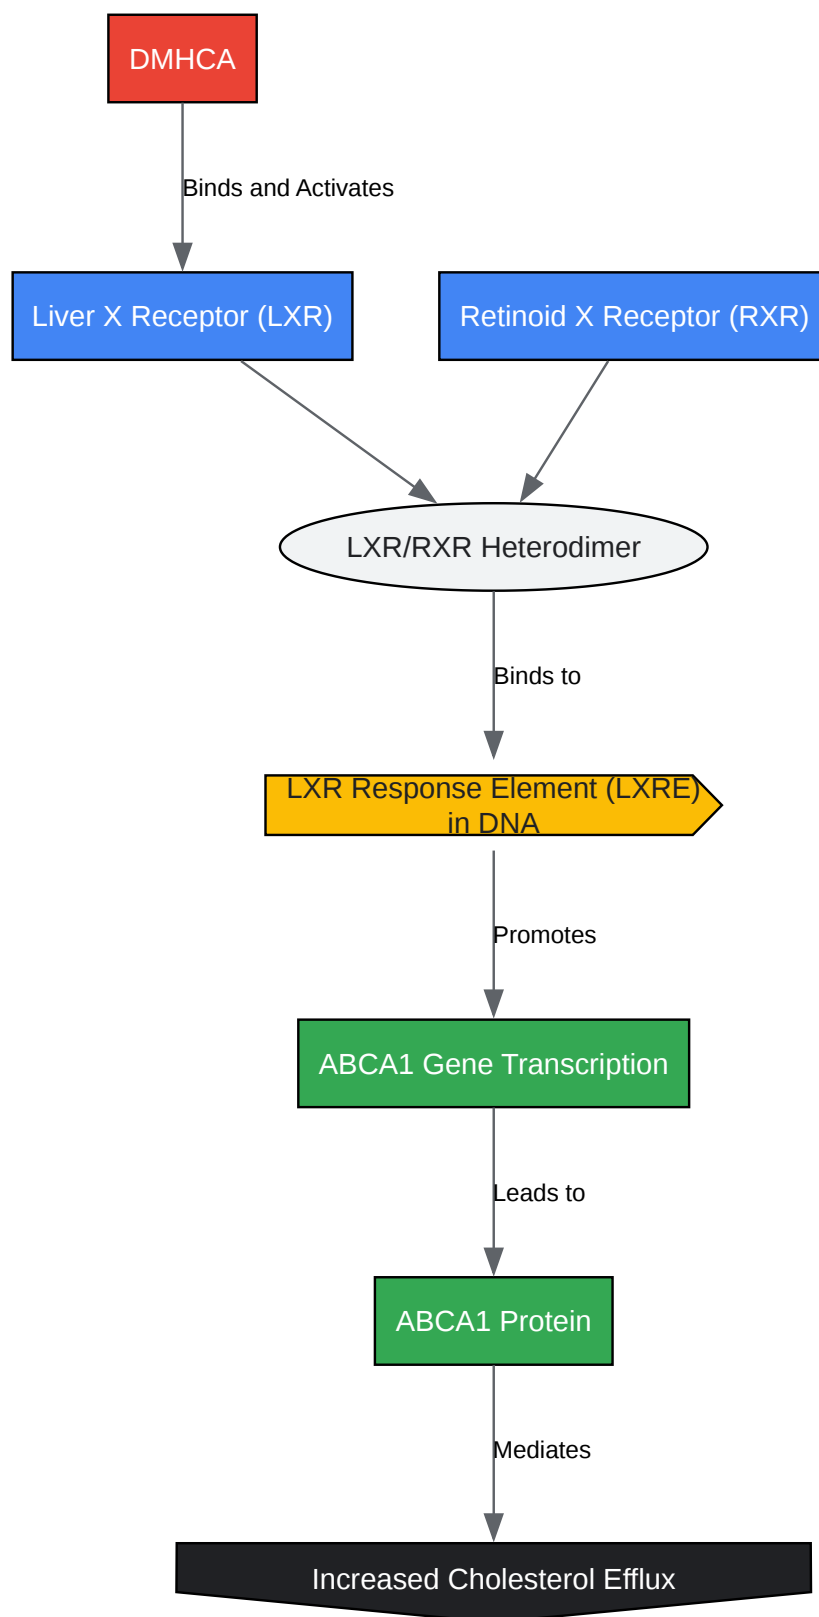 DMHCA
Binds and Activates
Liver X Receptor (LXR)
Retinoid X Receptor (RXR)
LXR/RXR Heterodimer
Binds to
LXR Response Element (LXRE)
in DNA
Promotes
ABCA1 Gene Transcription
Leads to
ABCA1 Protein
Mediates
Increased Cholesterol Efflux